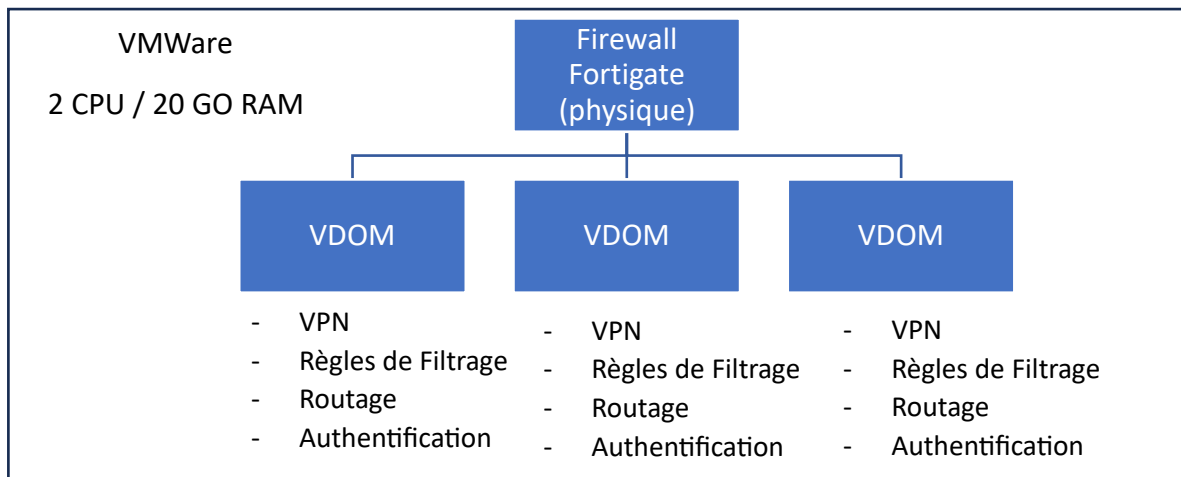 VMWare
2 CPU / 20 GO RAM
Firewall
Fortigate
(physique)
VDOM
VDOM
VDOM
- VPN
- Règles de Filtrage
- Routage
- Authentification
- VPN
- Règles de Filtrage
- Routage
- Authentification
- VPN
- Règles de Filtrage
- Routage
- Authentification